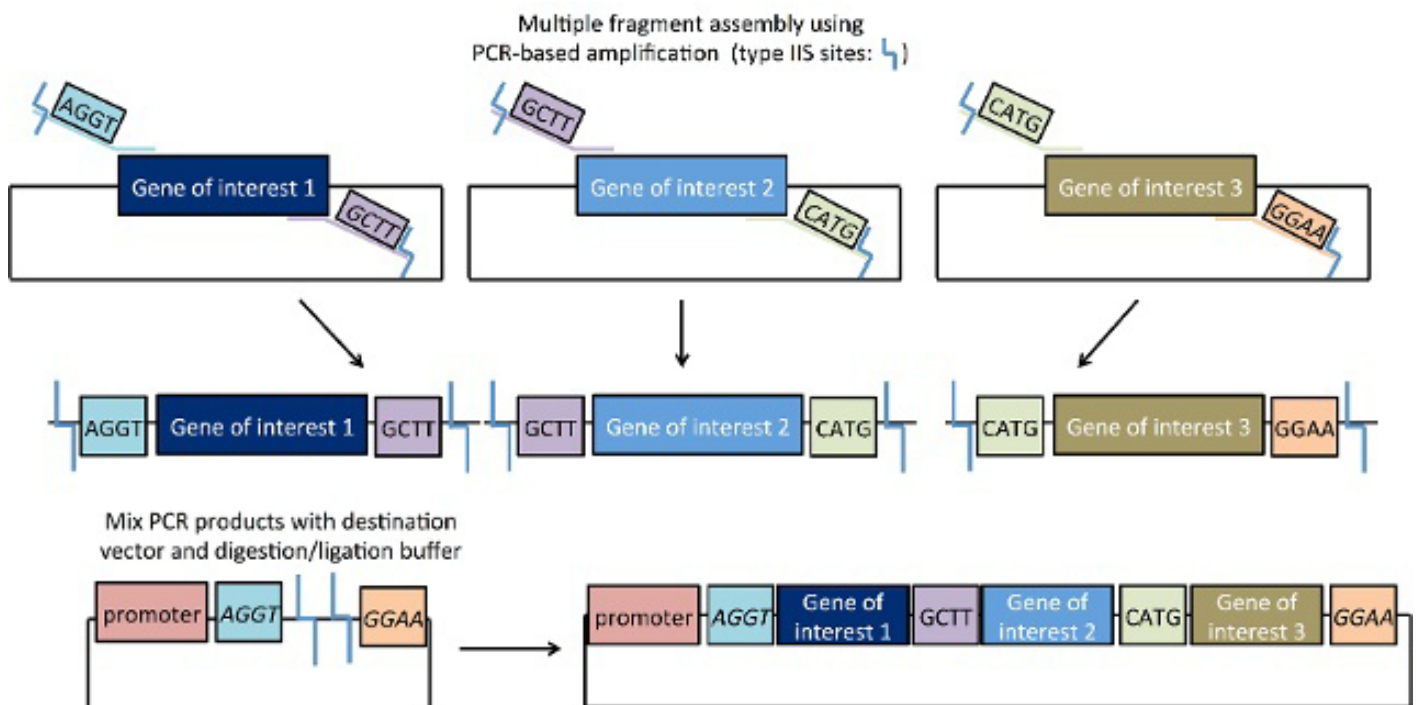 Multiple fragment assembly using
PCR-based amplification (type IIS sites: )
AGGT
GCTT
CATG
Gene of interest 1
Gene of interest 2
Gene of interest 3
GCTT
CATG
GGAA
AGGT
Gene of interest 1
GCTT
GCTT
Gene of interest 2
CATG
CATG
Gene of interest 3
GGAA
Mix PCR products with destination
vector and digestion/ligation buffer
promoter
AGGT
GGAA
promoter
AGGT
Gene of
interest 1
GCTT
Gene of
interest 2
CATG
Gene of
interest 3
GGAA